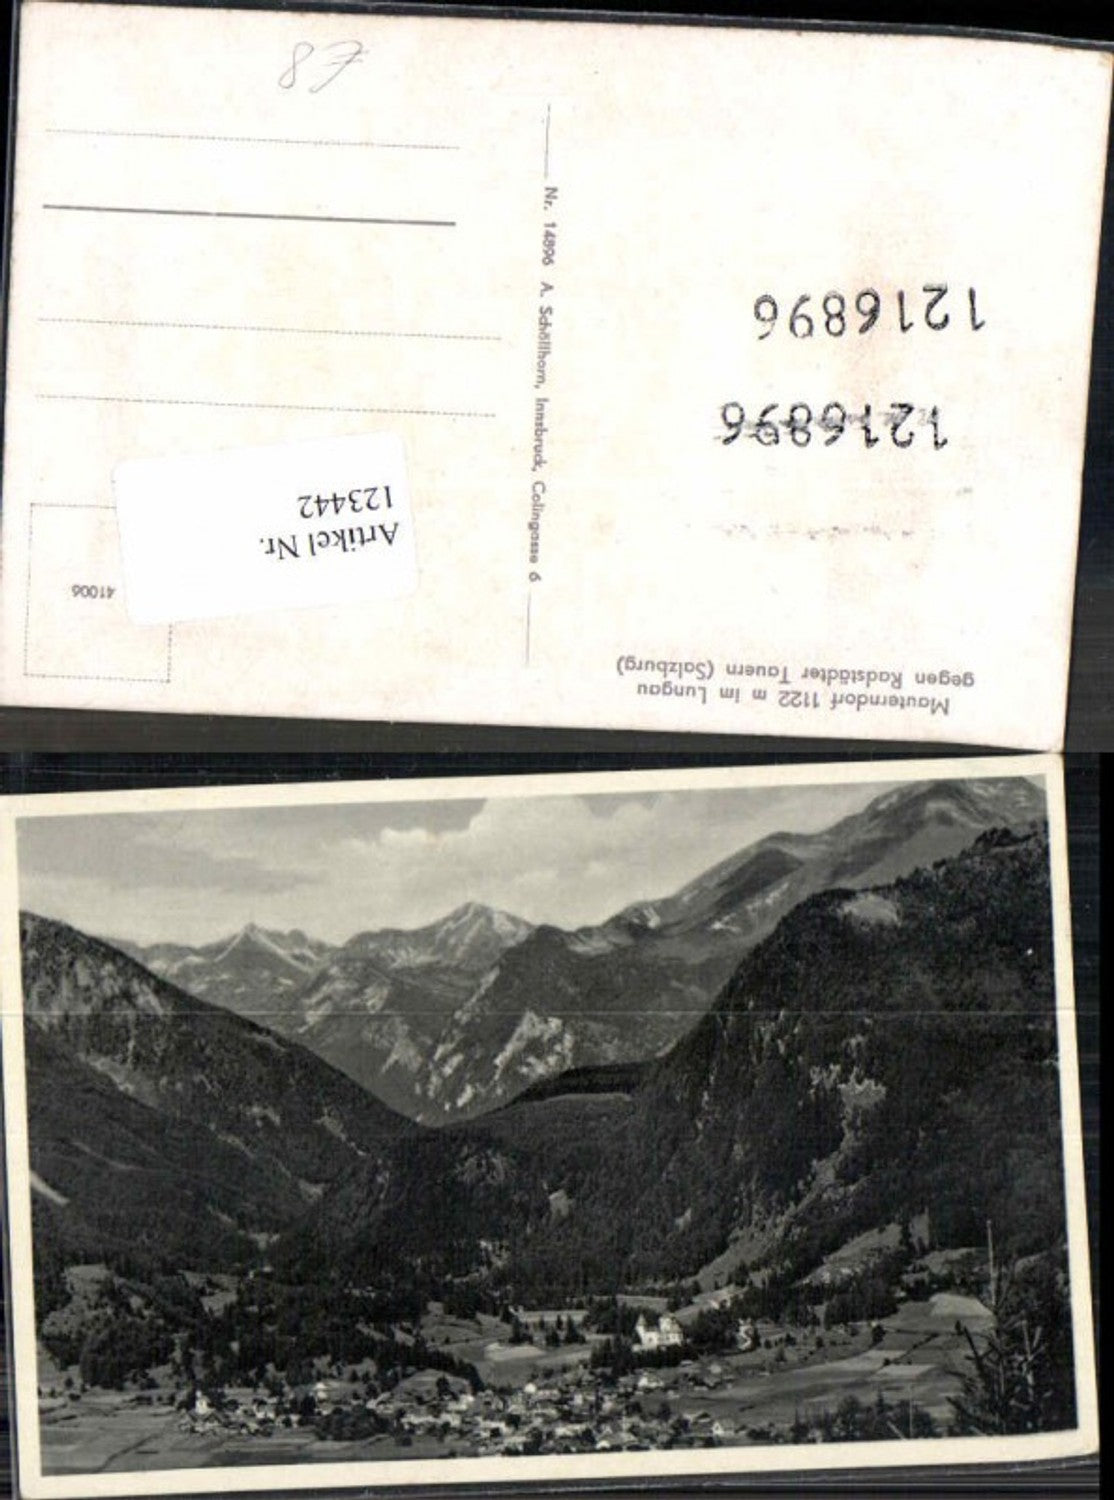 Mauterndorf 1122 m im Lungau
gegen Radstädter Tauern (Salzburg)
1216896
1216896
Nr. 14896 A. Schöllhorn, Innsbruck, Colingasse 6
41006
Artikel Nr.
123442